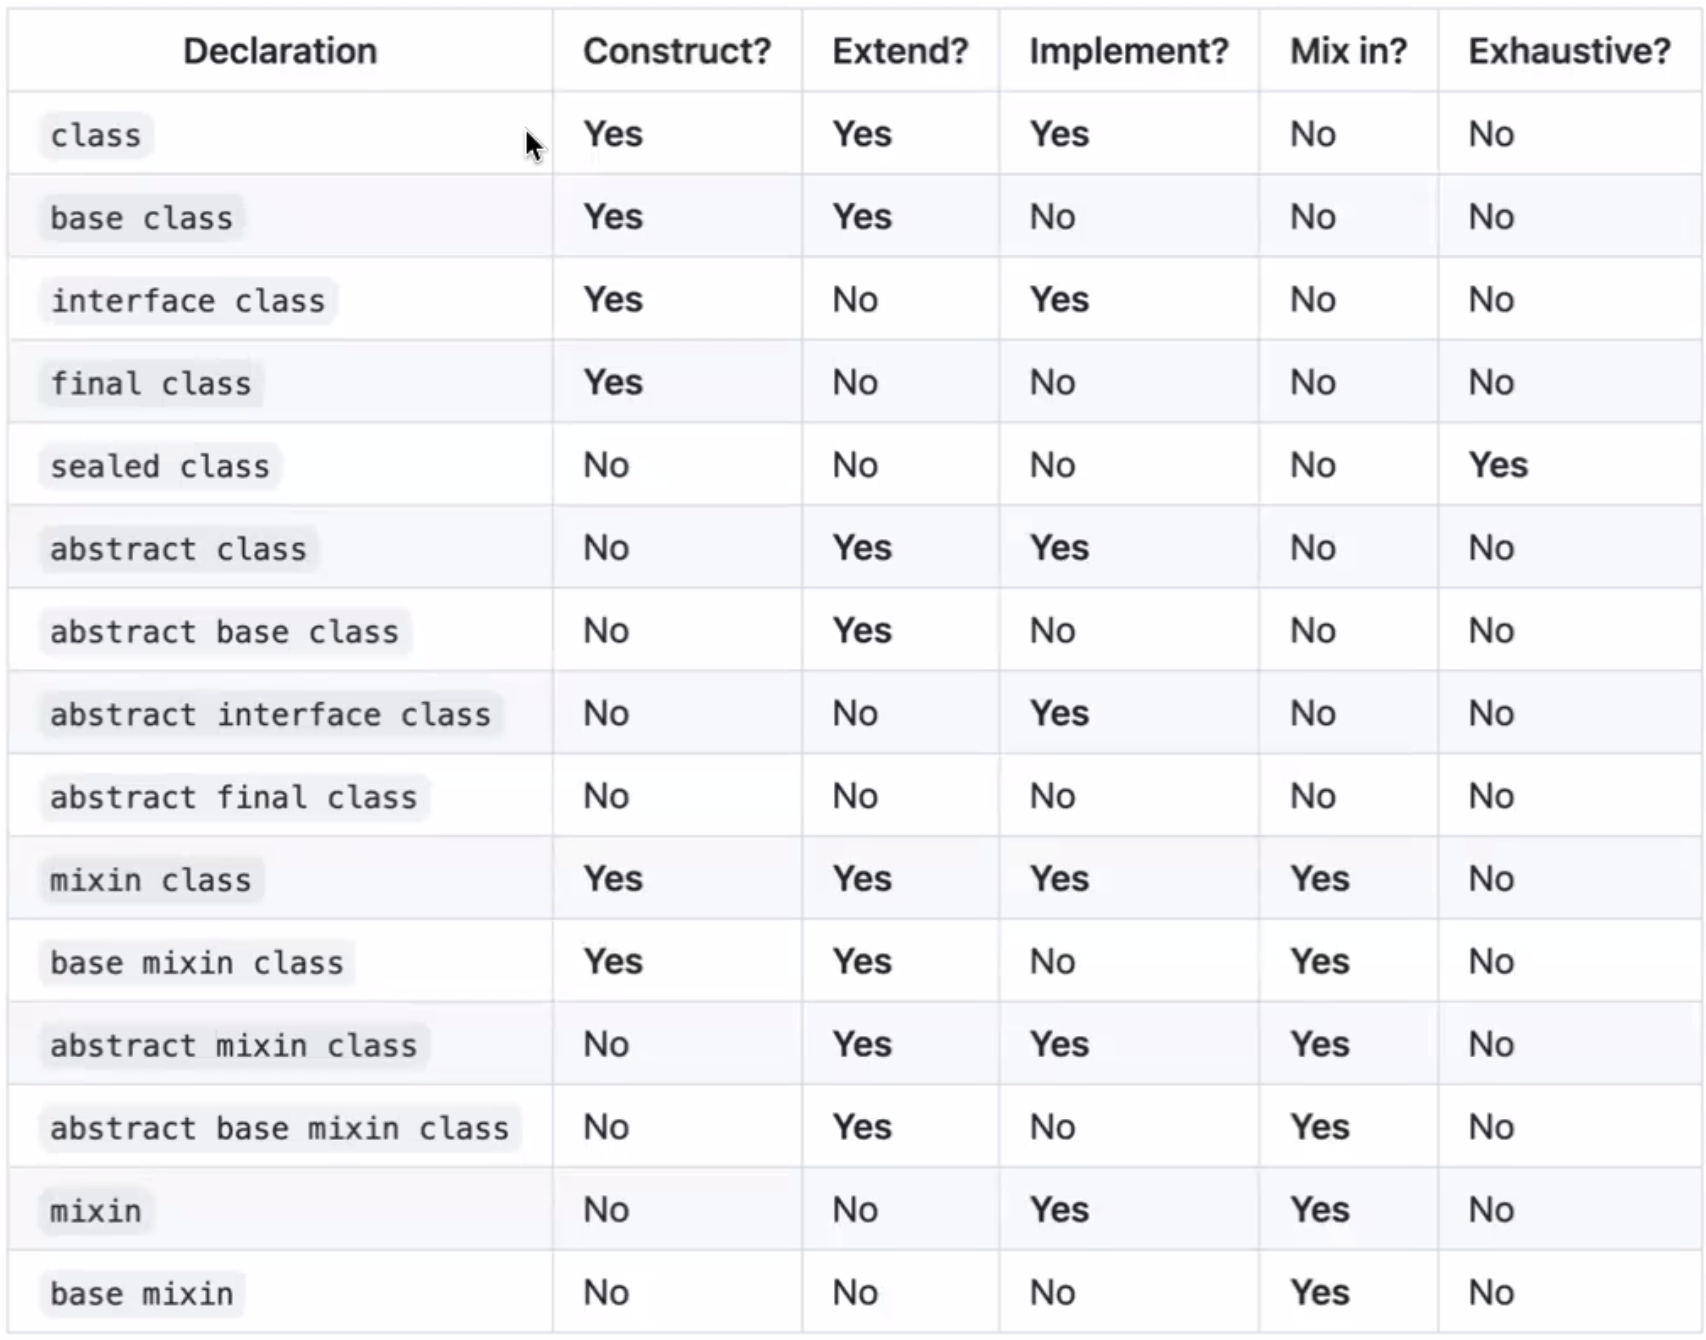 Declaration Construct? Extend? Implement? Mix in? Exhaustive?
class Yes Yes Yes No No
base class Yes Yes No No No
interface class Yes No Yes No No
final class Yes No No No No
sealed class No No No No Yes
abstract class No Yes Yes No No
abstract base class No Yes No No No
abstract interface class No No Yes No No
abstract final class No No No No No
mixin class Yes Yes Yes Yes No
base mixin class Yes Yes No Yes No
abstract mixin class No Yes Yes Yes No
abstract base mixin class No Yes No Yes No
mixin No No Yes Yes No
base mixin No No No Yes No